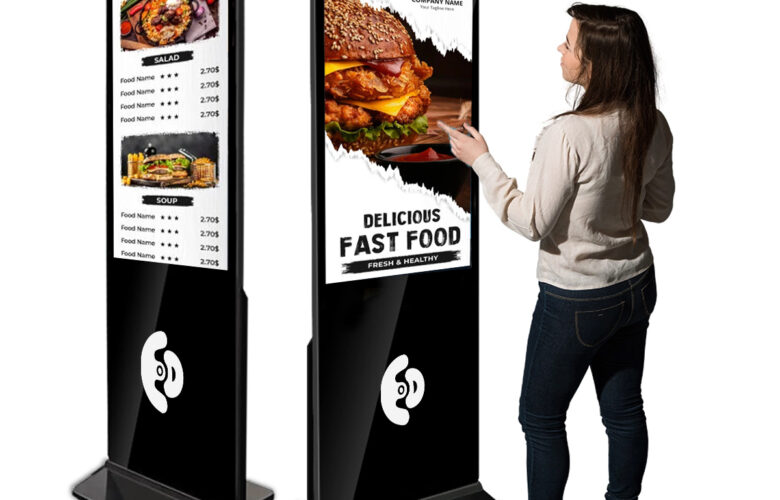 SALAD
Food Name ★★★ 2.70$
Food Name ★★★ 2.70$
Food Name ★★★ 2.70$
Food Name ★★★ 2.70$
SOUP
Food Name ★★★ 2.70$
Food Name ★★★ 2.70$
Food Name ★★★ 2.70$
Food Name ★★★ 2.70$
COMPANY NAME
Your Tagline Here
DELICIOUS
FAST FOOD
FRESH & HEALTHY